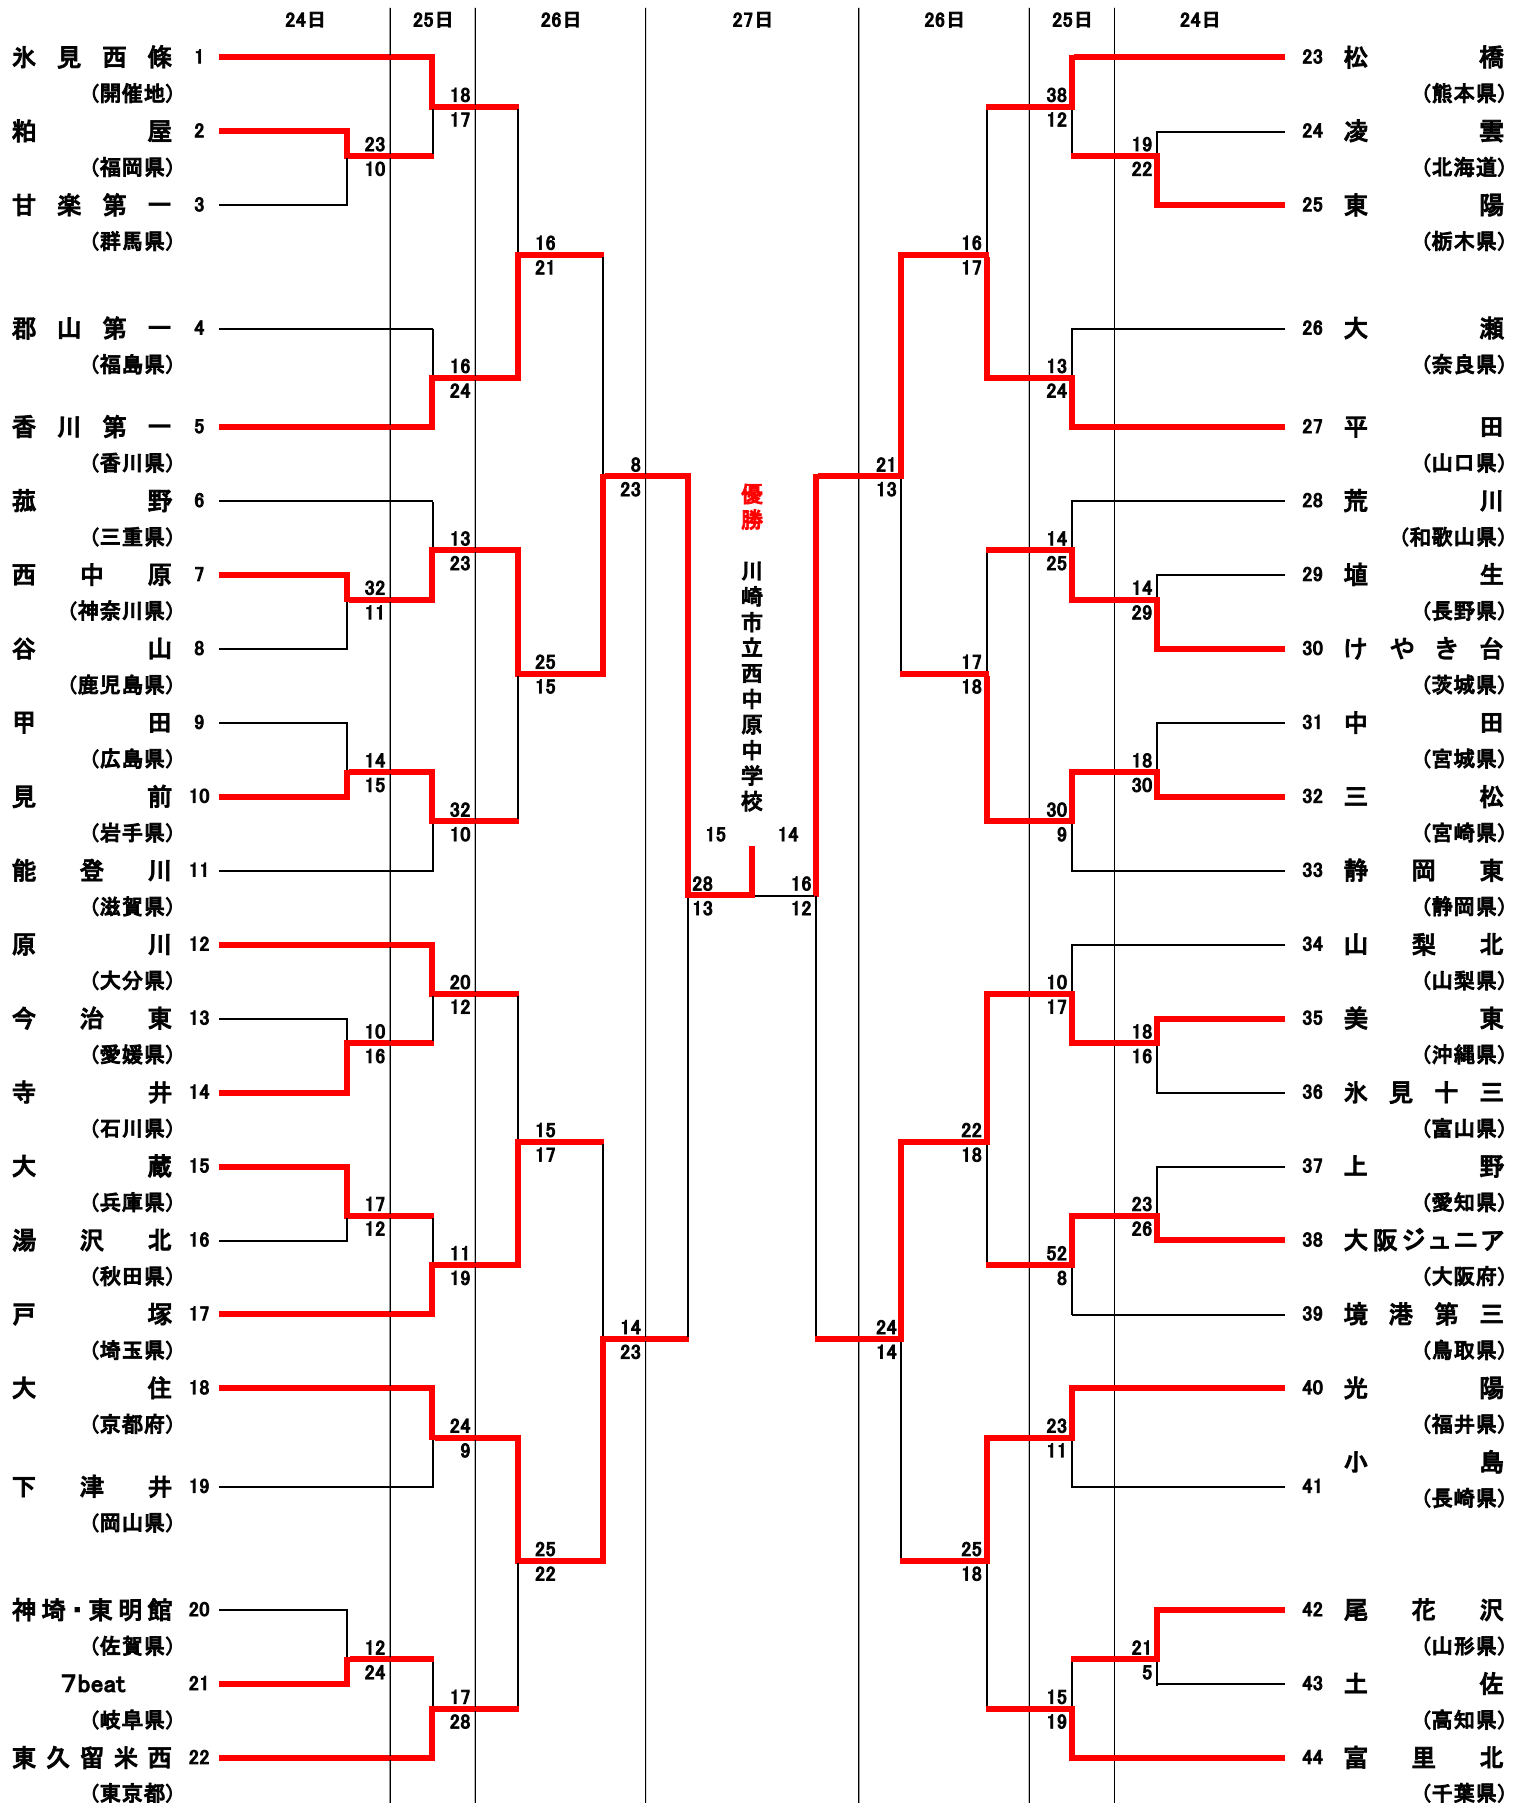 24日 25日 26日 27日 26日 25日 24日
氷見西條 1
(開催地)
18
17
粕屋 2
(福岡県)
23
10
甘楽第一 3
(群馬県)
16
21
郡山第一 4
(福島県)
16
24
香川第一 5
(香川県)
8
23
菰野 6
(三重県)
13
23
西中原 7
(神奈川県)
32
11
谷山 8
(鹿児島県)
25
15
甲田 9
(広島県)
14
15
見前 10
(岩手県)
32
10
能登川 11
(滋賀県)
28
13
原川 12
(大分県)
20
12
今治東 13
(愛媛県)
10
16
寺井 14
(石川県)
15
17
大蔵 15
(兵庫県)
17
12
湯沢北 16
(秋田県)
11
19
戸塚 17
(埼玉県)
14
23
大住 18
(京都府)
24
9
下津井 19
(岡山県)
25
22
神埼・東明館 20
(佐賀県)
12
24
7beat 21
(岐阜県)
17
28
東久留米西 22
(東京都)
優勝
川崎市立西中原中学校
15 14
23 松橋
(熊本県)
38
12
24 凌雲
(北海道)
19
22
25 東陽
(栃木県)
16
17
26 大瀬
(奈良県)
13
24
27 平田
(山口県)
21
13
28 荒川
(和歌山県)
14
25
29 埴生
(長野県)
14
29
30 けやき台
(茨城県)
17
18
31 中田
(宮城県)
18
30
32 三松
(宮崎県)
30
9
33 静岡東
(静岡県)
16
12
34 山梨北
(山梨県)
10
17
35 美東
(沖縄県)
18
16
36 氷見十三
(富山県)
22
18
37 上野
(愛知県)
23
26
38 大阪ジュニア
(大阪府)
52
8
39 境港第三
(鳥取県)
24
14
40 光陽
(福井県)
23
11
41 小島
(長崎県)
25
18
42 尾花沢
(山形県)
21
5
43 土佐
(高知県)
15
19
44 富里北
(千葉県)